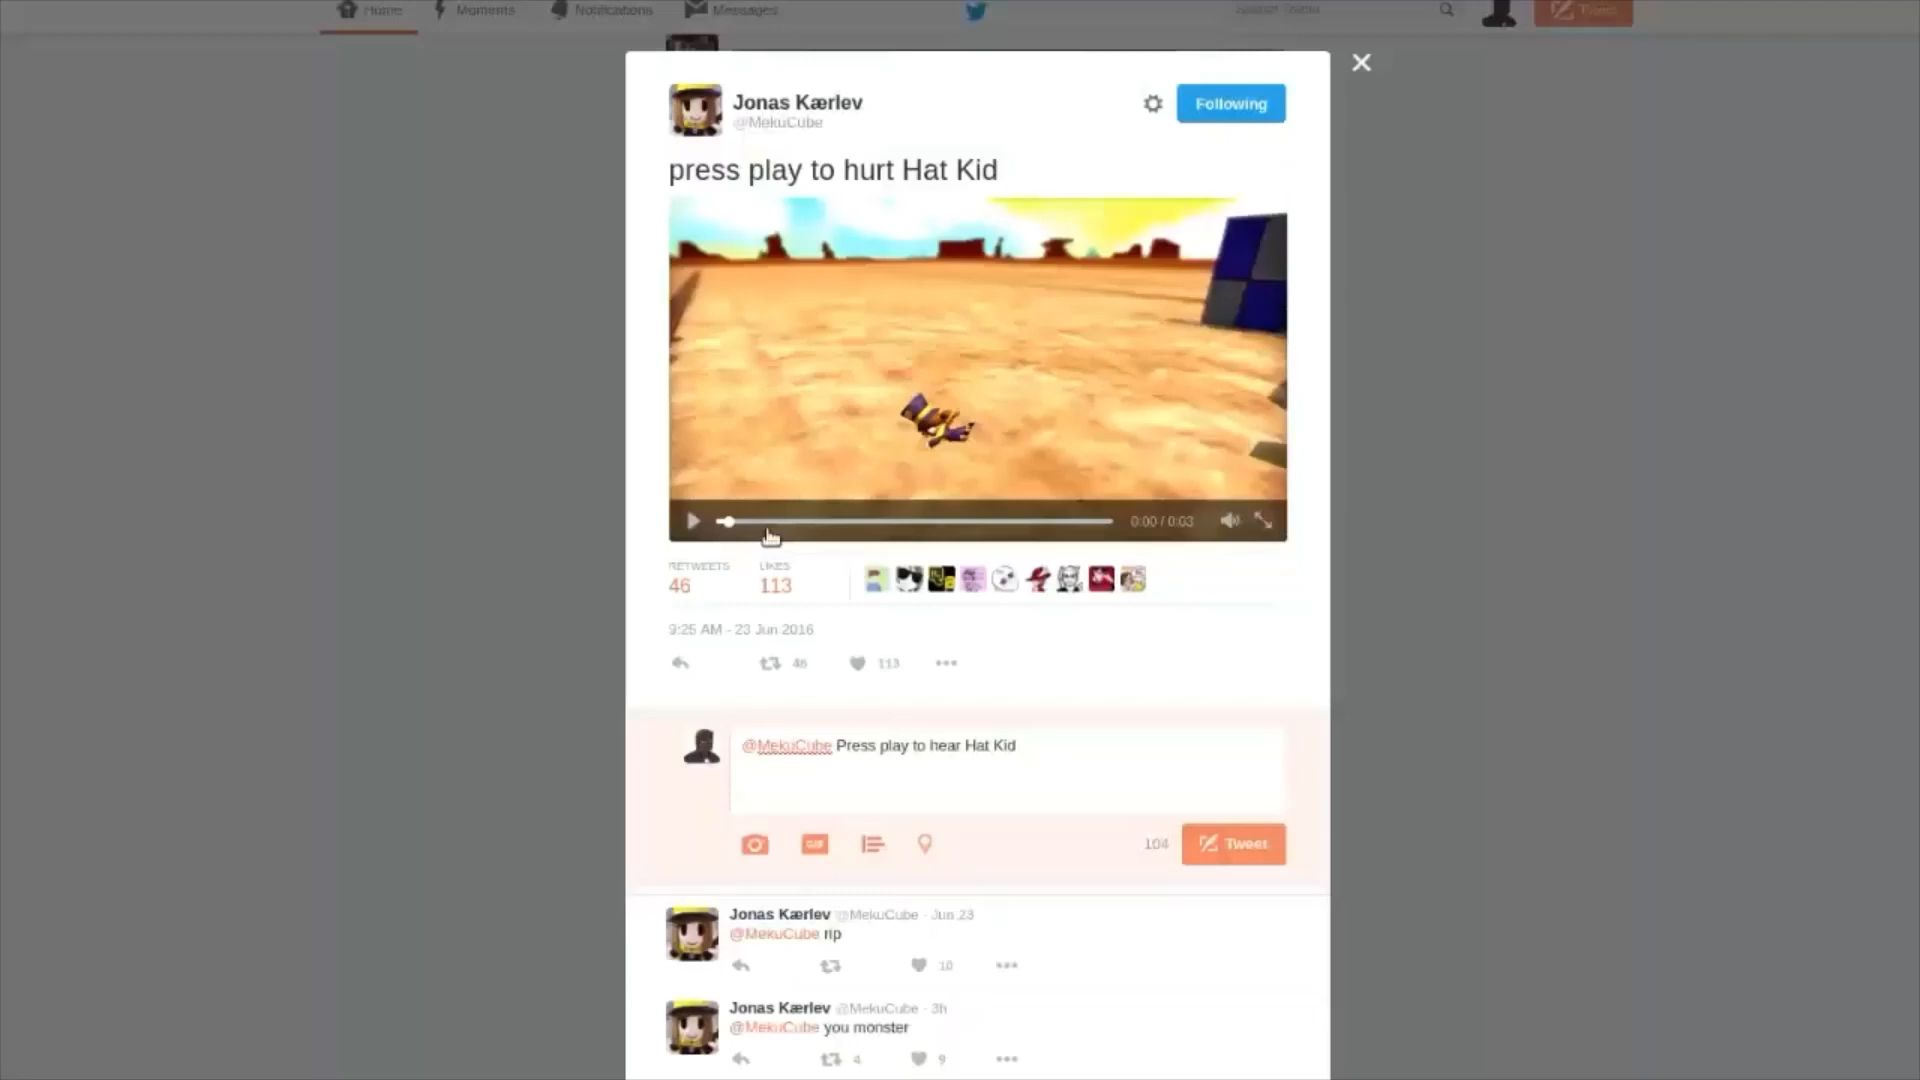 Home
Moments
Notifications
Messages
Tweet
Jonas Kærlev
@MekuCube
Following
press play to hurt Hat Kid
0:00 / 0:03
RETWEETS
46
LIKES
113
9:25 AM - 23 Jun 2016
46
113
@MekuCube Press play to hear Hat Kid
GIF
104
Tweet
Jonas Kærlev @MekuCube · Jun 23
@MekuCube rip
10
Jonas Kærlev @MekuCube · 3h
@MekuCube you monster
4
9